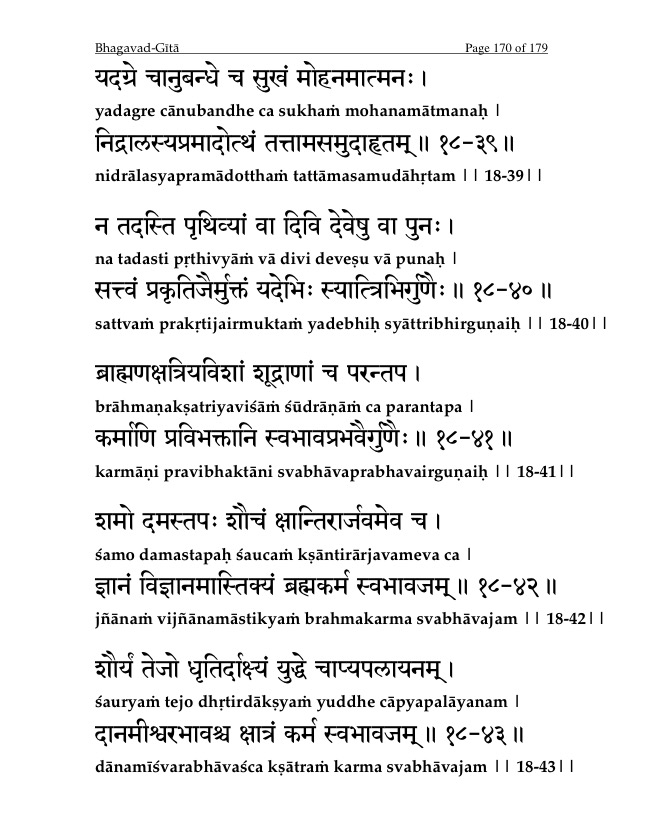 Bhagavad-Gītā Page 170 of 179
यदग्रे चानुबन्धे च सुखं मोहनमात्मनः।
yadagre cānubandhe ca sukhaṁ mohanamātmanaḥ |
निद्रालस्यप्रमादोत्थं तत्तामसमुदाहृतम्॥ १८-३९॥
nidrālasyapramādotthaṁ tattāmasamudāhṛtam || 18-39||
न तदस्ति पृथिव्यां वा दिवि देवेषु वा पुनः।
na tadasti pṛthivyāṁ vā divi deveṣu vā punaḥ |
सत्त्वं प्रकृतिजैर्मुक्तं यदेभिः स्यात्त्रिभिर्गुणैः॥ १८-४०॥
sattvaṁ prakṛtijairmuktaṁ yadebhiḥ syāttribhirguṇaiḥ || 18-40||
ब्राह्मणक्षत्रियविशां शूद्राणां च परन्तप।
brāhmaṇakṣatriyaviśāṁ śūdrāṇāṁ ca parantapa |
कर्माणि प्रविभक्तानि स्वभावप्रभवैर्गुणैः॥ १८-४१॥
karmāṇi pravibhaktāni svabhāvaprabhavairguṇaiḥ || 18-41||
शमो दमस्तपः शौचं क्षान्तिरार्जवमेव च।
śamo damastapaḥ śaucaṁ kṣāntirārjavameva ca |
ज्ञानं विज्ञानमास्तिक्यं ब्रह्मकर्म स्वभावजम्॥ १८-४२॥
jñānaṁ vijñānamāstikyaṁ brahmakarma svabhāvajam || 18-42||
शौर्यं तेजो धृतिर्दाक्ष्यं युद्धे चाप्यपलायनम्।
śauryaṁ tejo dhṛtirdākṣyaṁ yuddhe cāpyapalāyanam |
दानमीश्वरभावश्च क्षात्रं कर्म स्वभावजम्॥ १८-४३॥
dānamīśvarabhāvaśca kṣātraṁ karma svabhāvajam || 18-43||